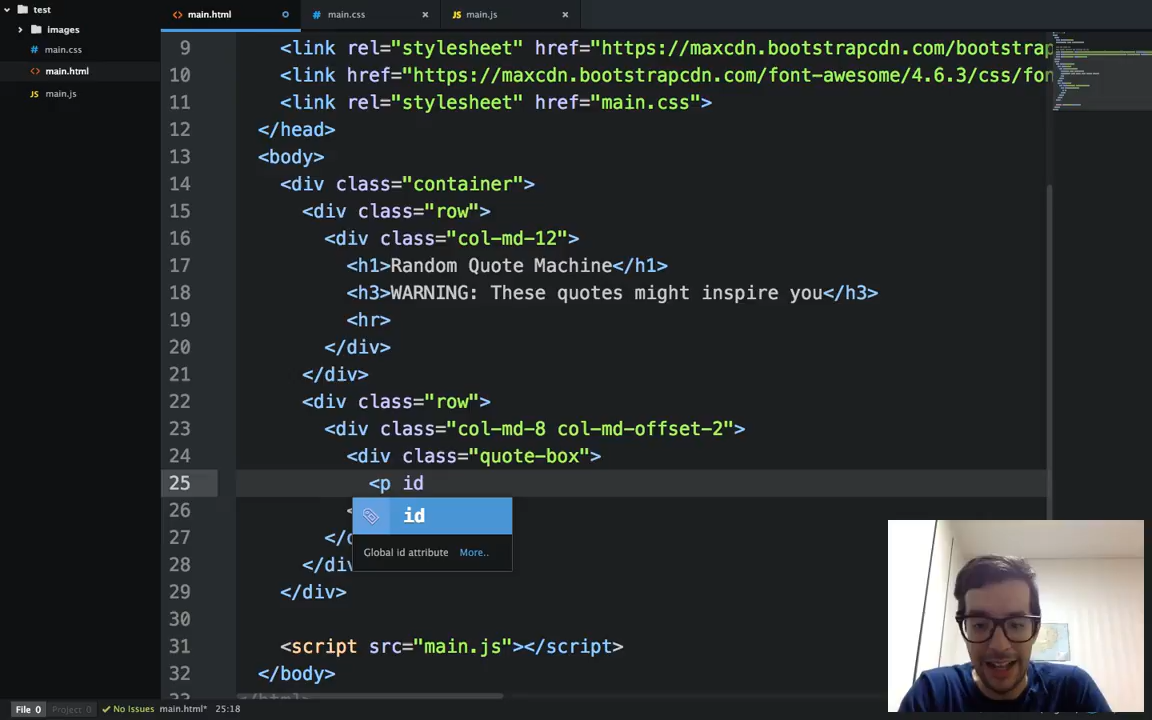 test
images
main.css
main.html
main.js
main.html
main.css
main.js
9 <link rel="stylesheet" href="https://maxcdn.bootstrapcdn.com/bootstrap
10 <link href="https://maxcdn.bootstrapcdn.com/font-awesome/4.6.3/css/fon
11 <link rel="stylesheet" href="main.css">
12 </head>
13 <body>
14 <div class="container">
15 <div class="row">
16 <div class="col-md-12">
17 <h1>Random Quote Machine</h1>
18 <h3>WARNING: These quotes might inspire you</h3>
19 <hr>
20 </div>
21 </div>
22 <div class="row">
23 <div class="col-md-8 col-md-offset-2">
24 <div class="quote-box">
25 <p id
id
Global id attribute More..
26 <
27 </d
28 </div
29 </div>
30
31 <script src="main.js"></script>
32 </body>
33 </html>
File 0 Project 0 No Issues main.html* 25:18